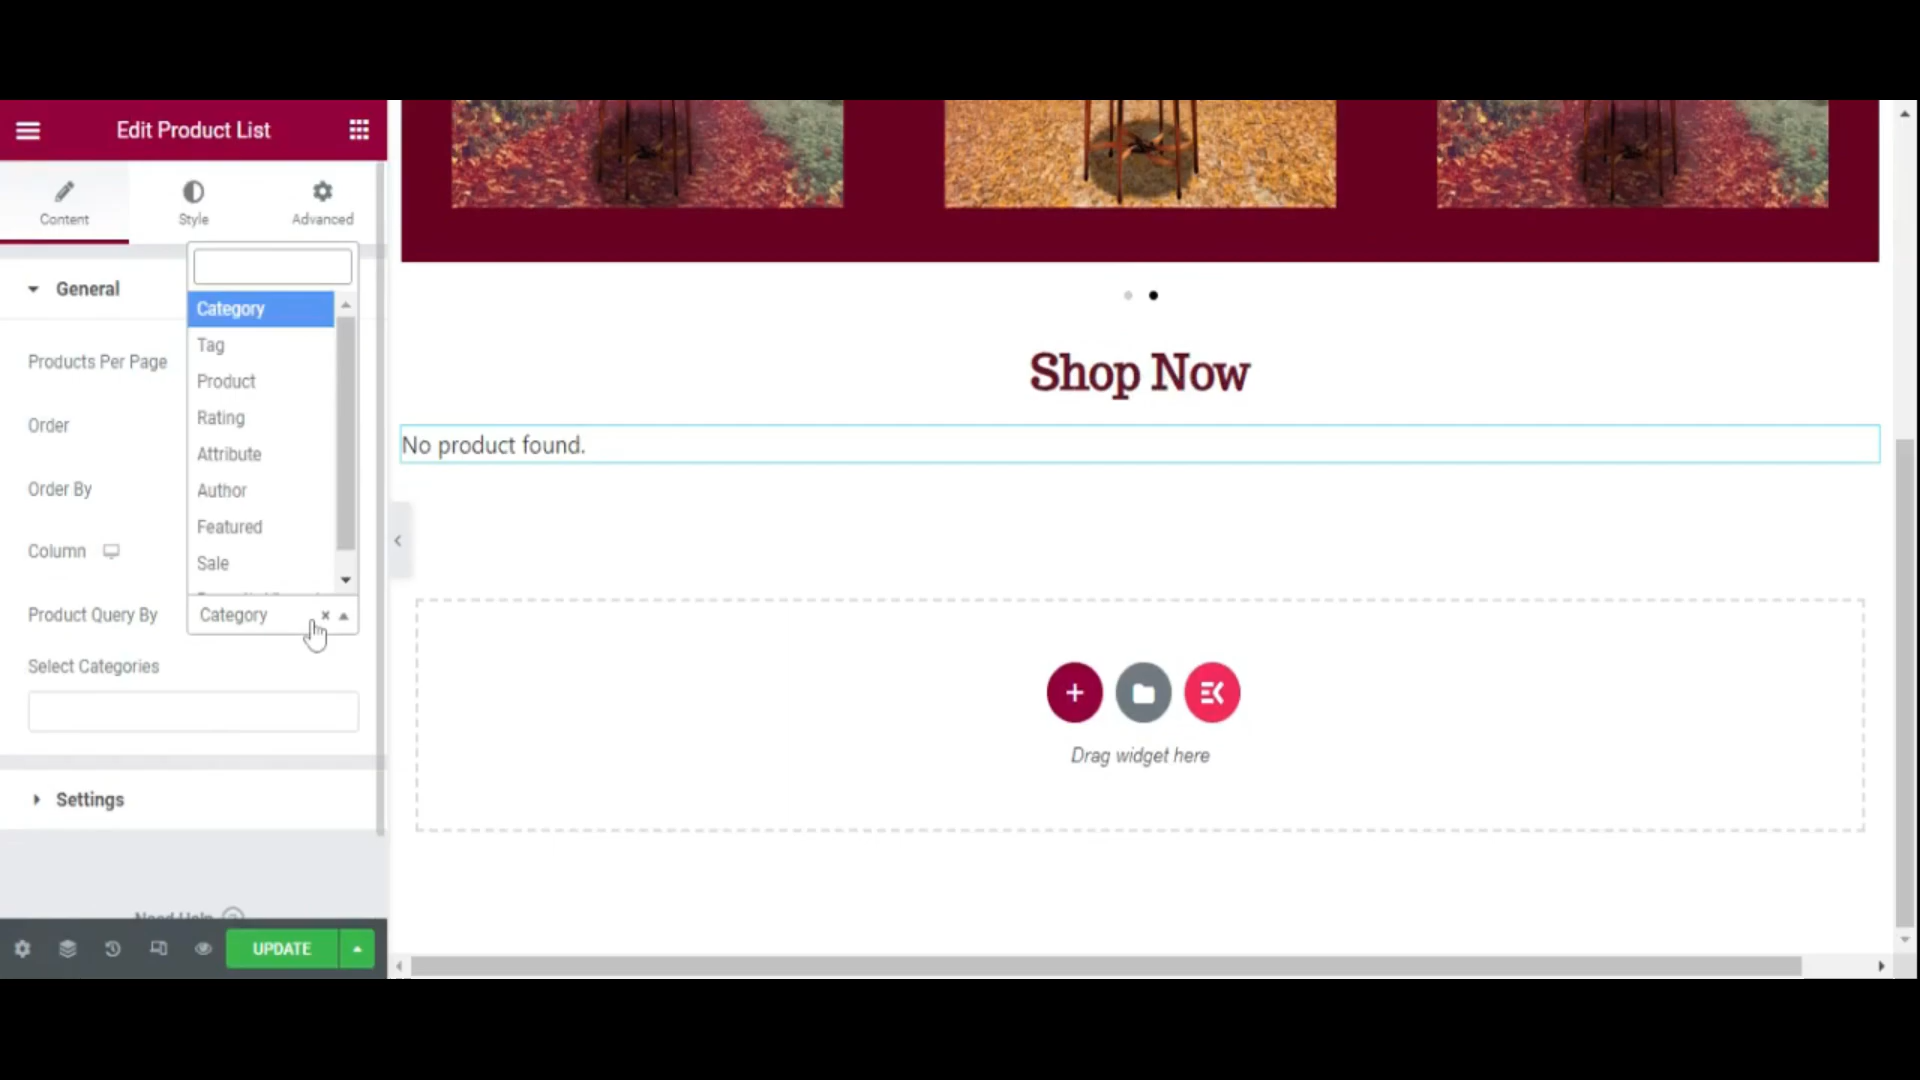 Edit Product List
Content
Style
Advanced
General
Category
Tag
Products Per Page
Product
Rating
Order
Attribute
Author
Order By
Featured
Column
Sale
Product Query By
Category
Select Categories
Settings
Need Help
UPDATE
Shop Now
No product found.
Drag widget here